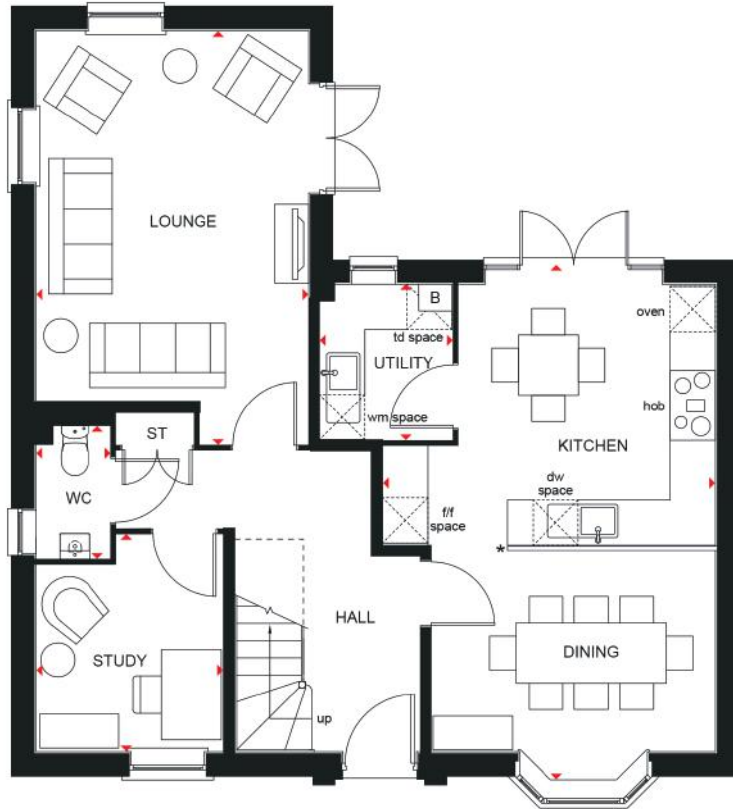 LOUNGE
B
td space
UTILITY
wm space
oven
hob
KITCHEN
ST
WC
dw
space
f/f
space
*
HALL
STUDY
DINING
up